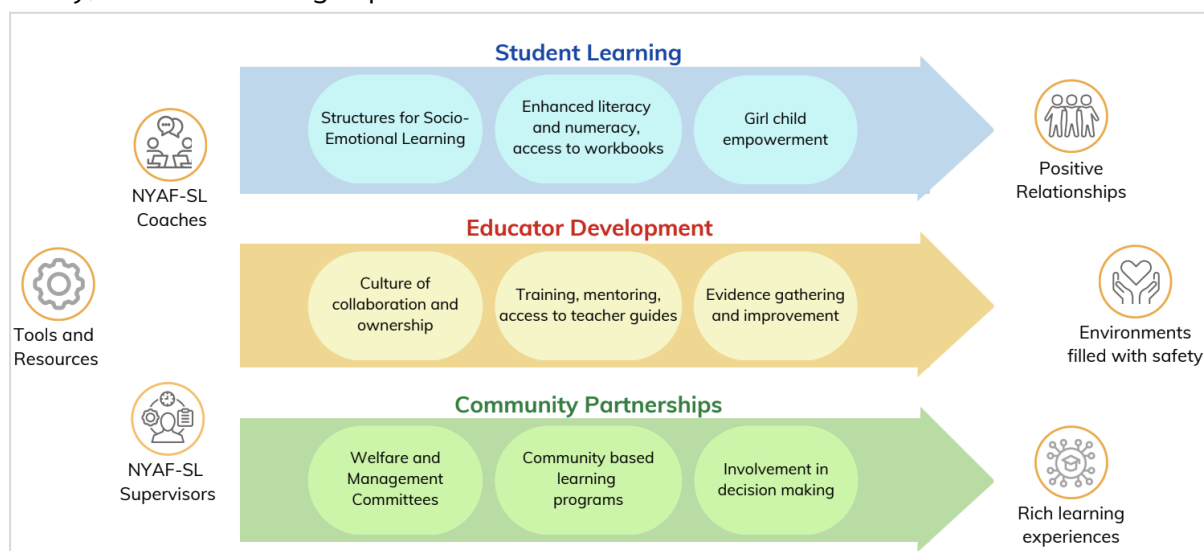 Student Learning
Structures for Socio-
Emotional Learning
Enhanced literacy
and numeracy,
access to workbooks
Girl child
empowerment
NYAF-SL
Coaches
Positive
Relationships
Educator Development
Culture of
collaboration and
ownership
Training, mentoring,
access to teacher guides
Evidence gathering
and improvement
Tools and
Resources
Environments
filled with safety
Community Partnerships
Welfare and
Management
Committees
Community based
learning
programs
Involvement in
decision making
NYAF-SL
Supervisors
Rich learning
experiences